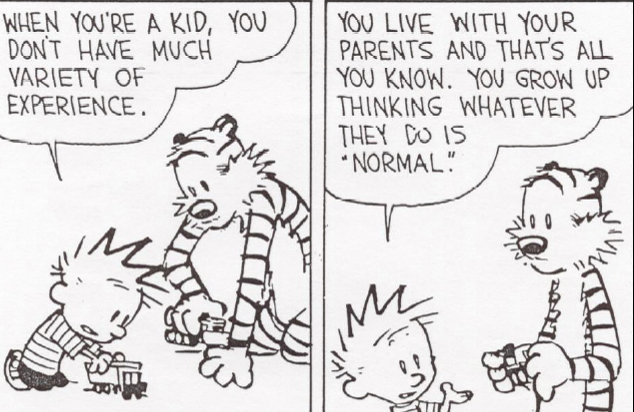 WHEN YOU'RE A KID, YOU
DON'T HAVE MUCH
VARIETY OF
EXPERIENCE.
YOU LIVE WITH YOUR
PARENTS AND THAT'S ALL
YOU KNOW. YOU GROW UP
THINKING WHATEVER
THEY DO IS
"NORMAL."